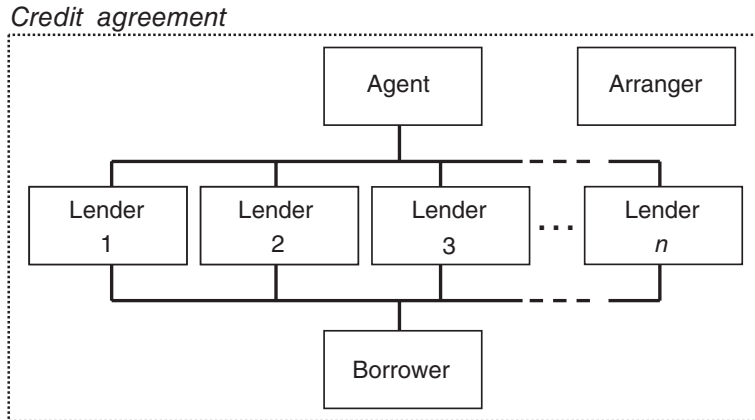 Credit agreement
Agent
Arranger
Lender
1
Lender
2
Lender
3
...
Lender
n
Borrower